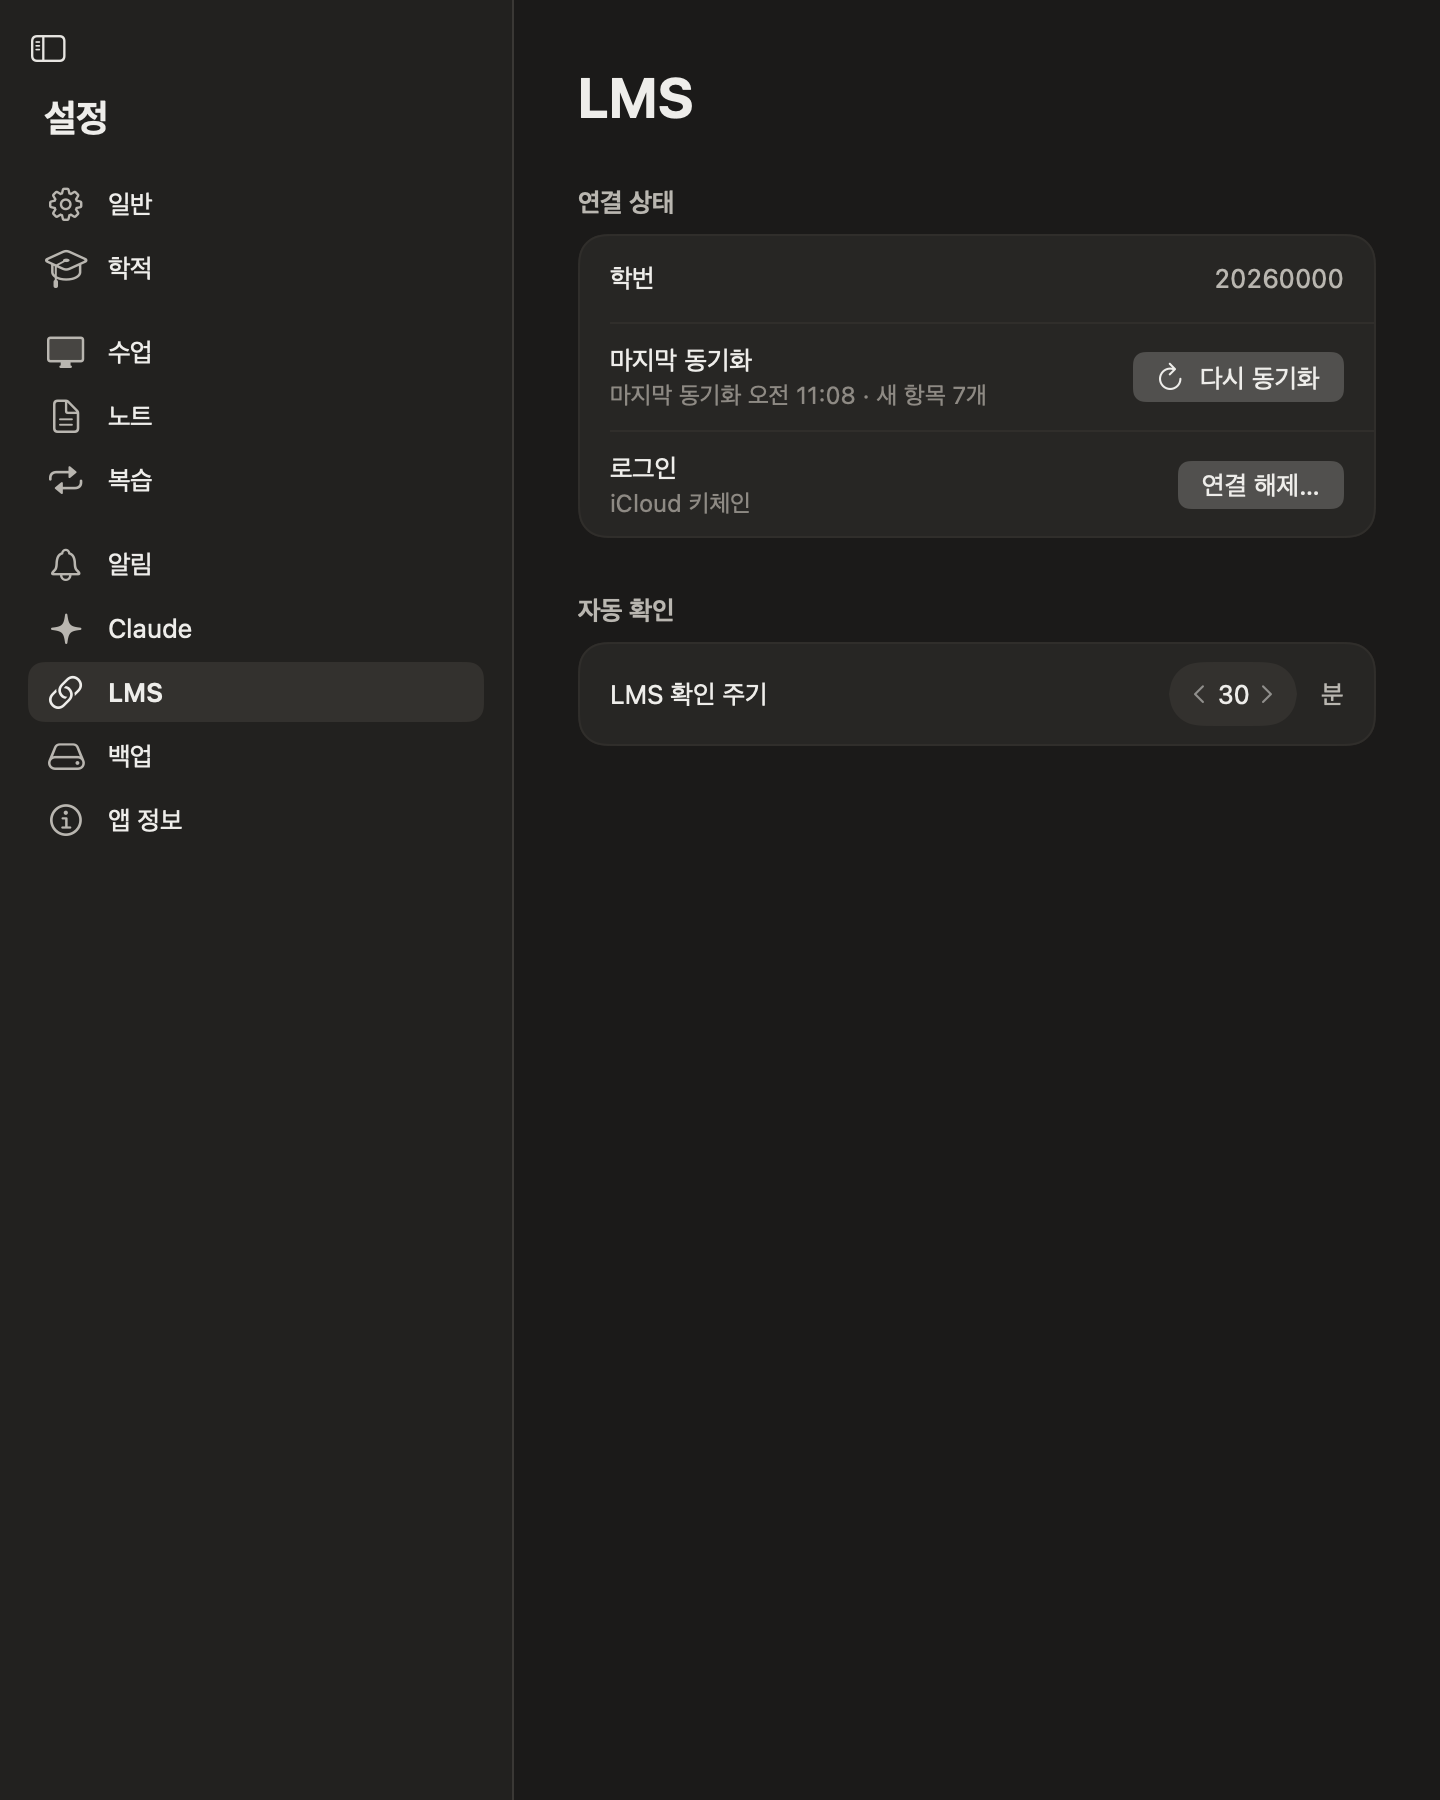 설정
일반
학적
수업
노트
복습
알림
Claude
LMS
백업
앱 정보
LMS
연결 상태
학번
20260000
마지막 동기화
마지막 동기화 오전 11:08 · 새 항목 7개
다시 동기화
로그인
iCloud 키체인
연결 해제...
자동 확인
LMS 확인 주기
30
분